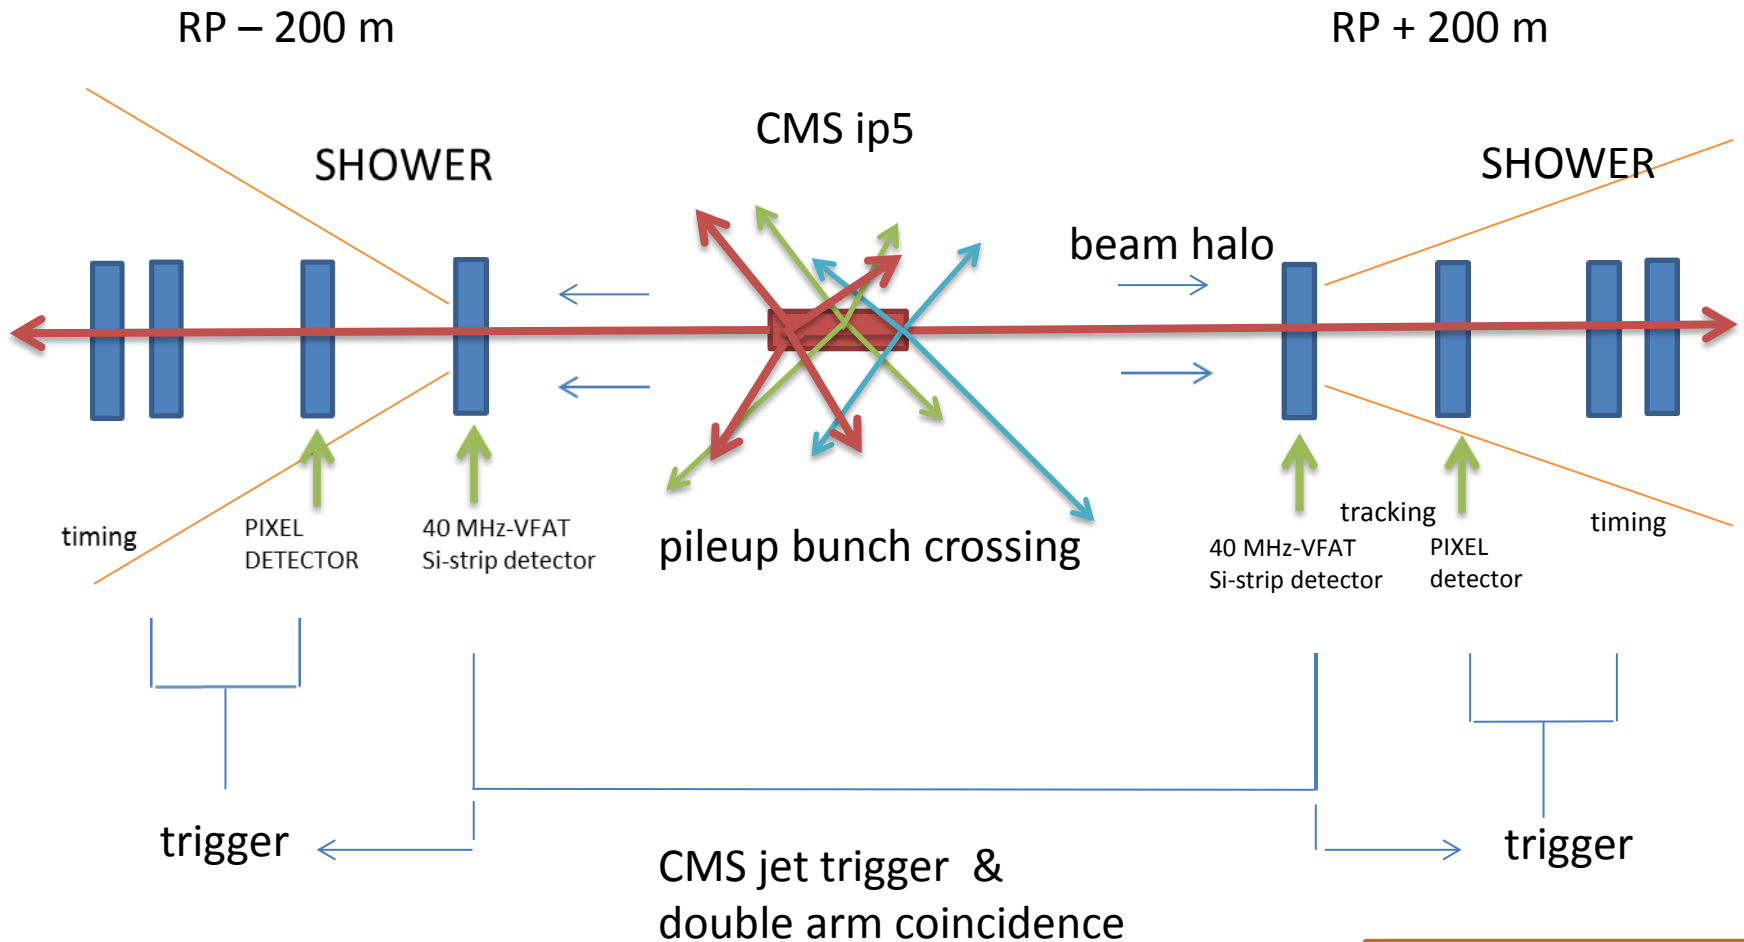 RP – 200 m
RP + 200 m
CMS ip5
SHOWER
SHOWER
beam halo
timing
PIXEL
DETECTOR
40 MHz-VFAT
Si-strip detector
pileup bunch crossing
tracking
40 MHz-VFAT
Si-strip detector
PIXEL
detector
timing
trigger
trigger
CMS jet trigger &
double arm coincidence